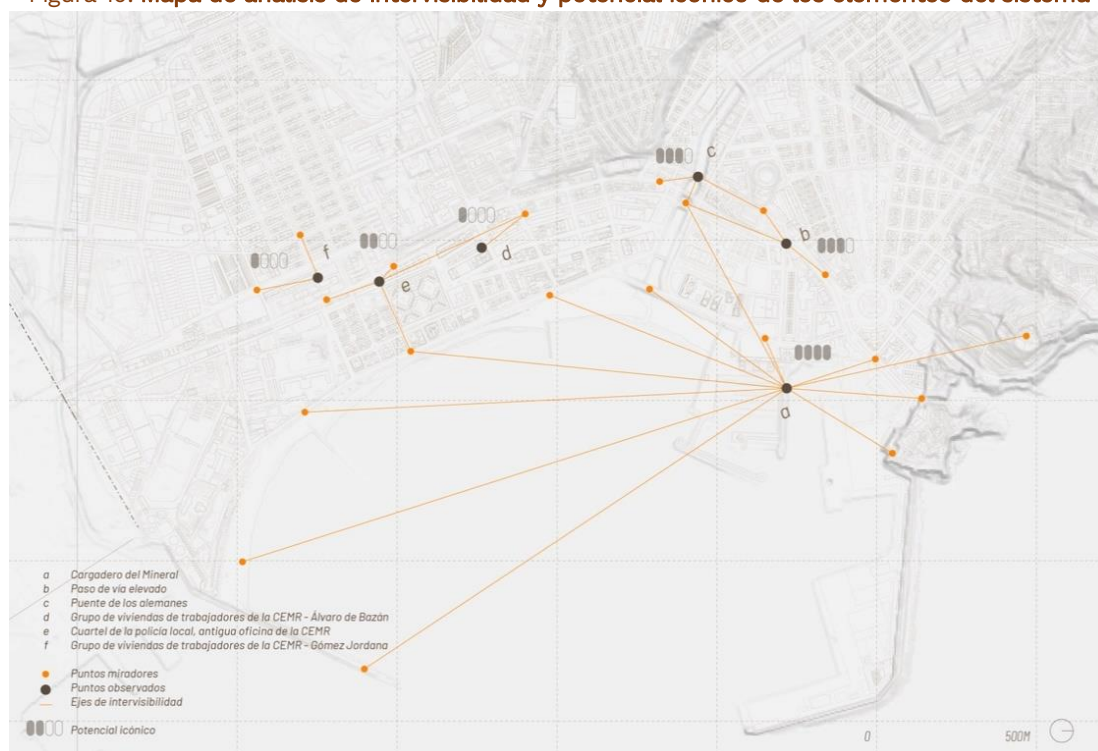 Figura 10. Mapa de análisis de intervisibilidad y potencial icónico de los elementos del sistema
c
b
f
d
e
a
a Cargadero del Mineral
b Paso de vía elevado
c Puente de los alemanes
d Grupo de viviendas de trabajadores de la CEMR - Álvaro de Bazán
e Cuartel de la policía local, antigua oficina de la CEMR
f Grupo de viviendas de trabajadores de la CEMR - Gómez Jordana
Puntos miradores
Puntos observados
Ejes de intervisibilidad
Potencial icónico
0 500M